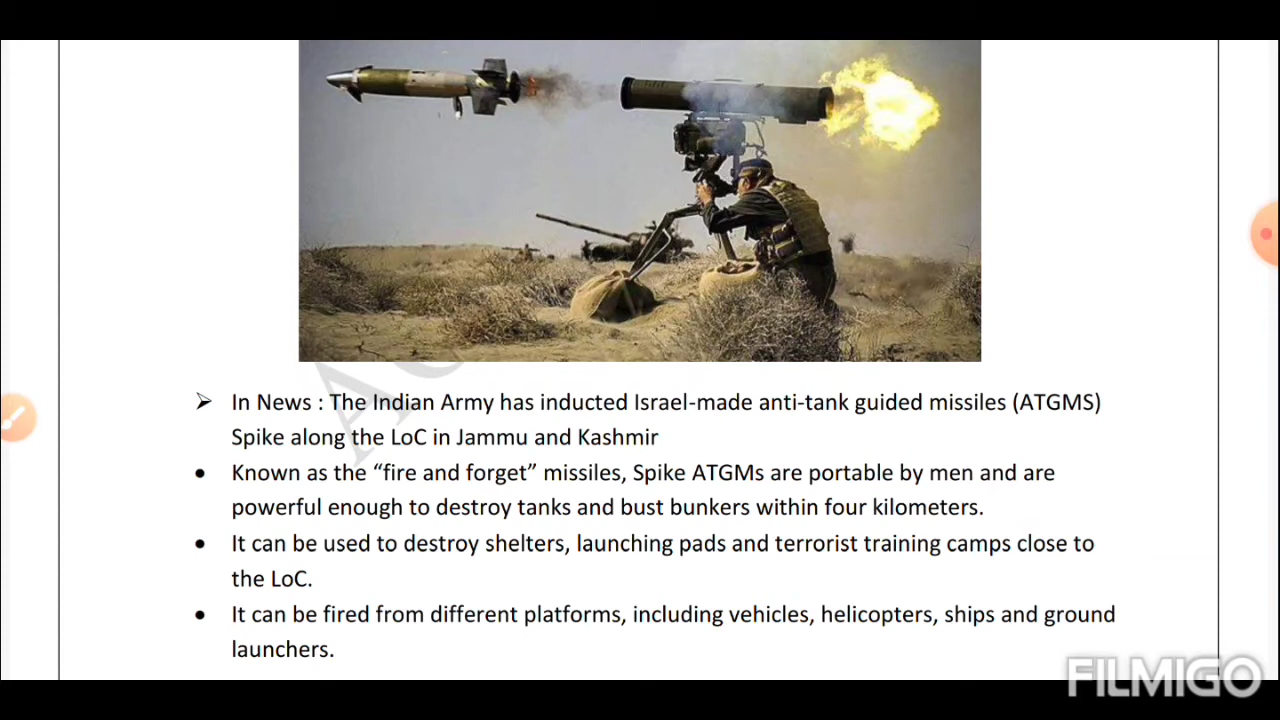 ➢ In News : The Indian Army has inducted Israel-made anti-tank guided missiles (ATGMS)
Spike along the LoC in Jammu and Kashmir
• Known as the “fire and forget” missiles, Spike ATGMs are portable by men and are
powerful enough to destroy tanks and bust bunkers within four kilometers.
• It can be used to destroy shelters, launching pads and terrorist training camps close to
the LoC.
• It can be fired from different platforms, including vehicles, helicopters, ships and ground
launchers.
FILMIGO